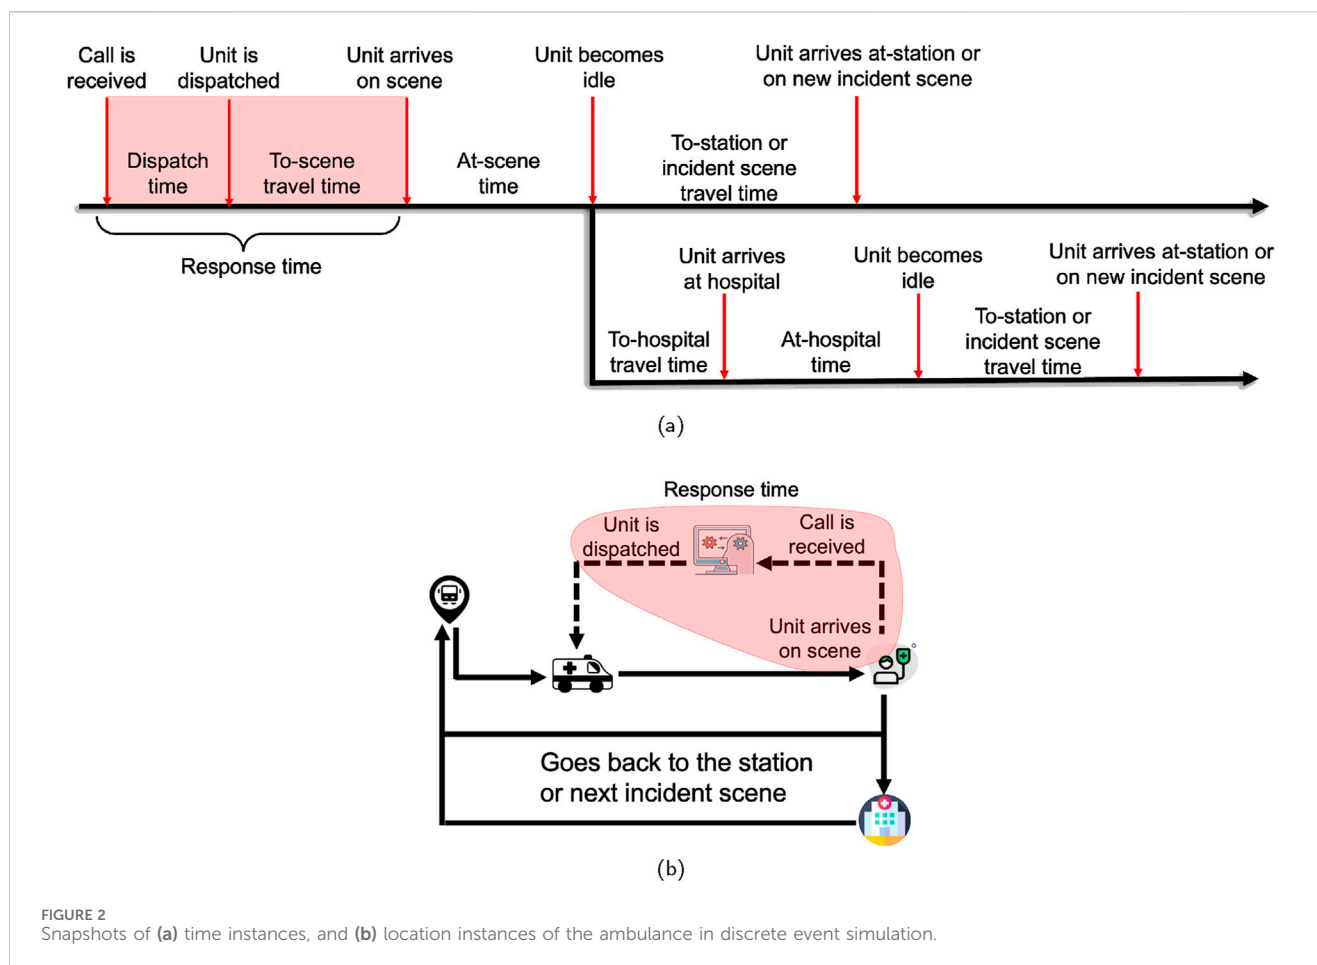 Call is
received
Unit is
dispatched
Unit arrives
on scene
Unit becomes
idle
Unit arrives at-station or
on new incident scene
Dispatch
time
To-scene
travel time
At-scene
time
To-station or
incident scene
travel time
Response time
Unit arrives
at hospital
Unit becomes
idle
Unit arrives at-station or
on new incident scene
To-hospital
travel time
At-hospital
time
To-station or
incident scene
travel time
(a)
Response time
Unit is
dispatched
Call is
received
Unit arrives
on scene
Goes back to the station
or next incident scene
(b)
FIGURE 2
Snapshots of (a) time instances, and (b) location instances of the ambulance in discrete event simulation.